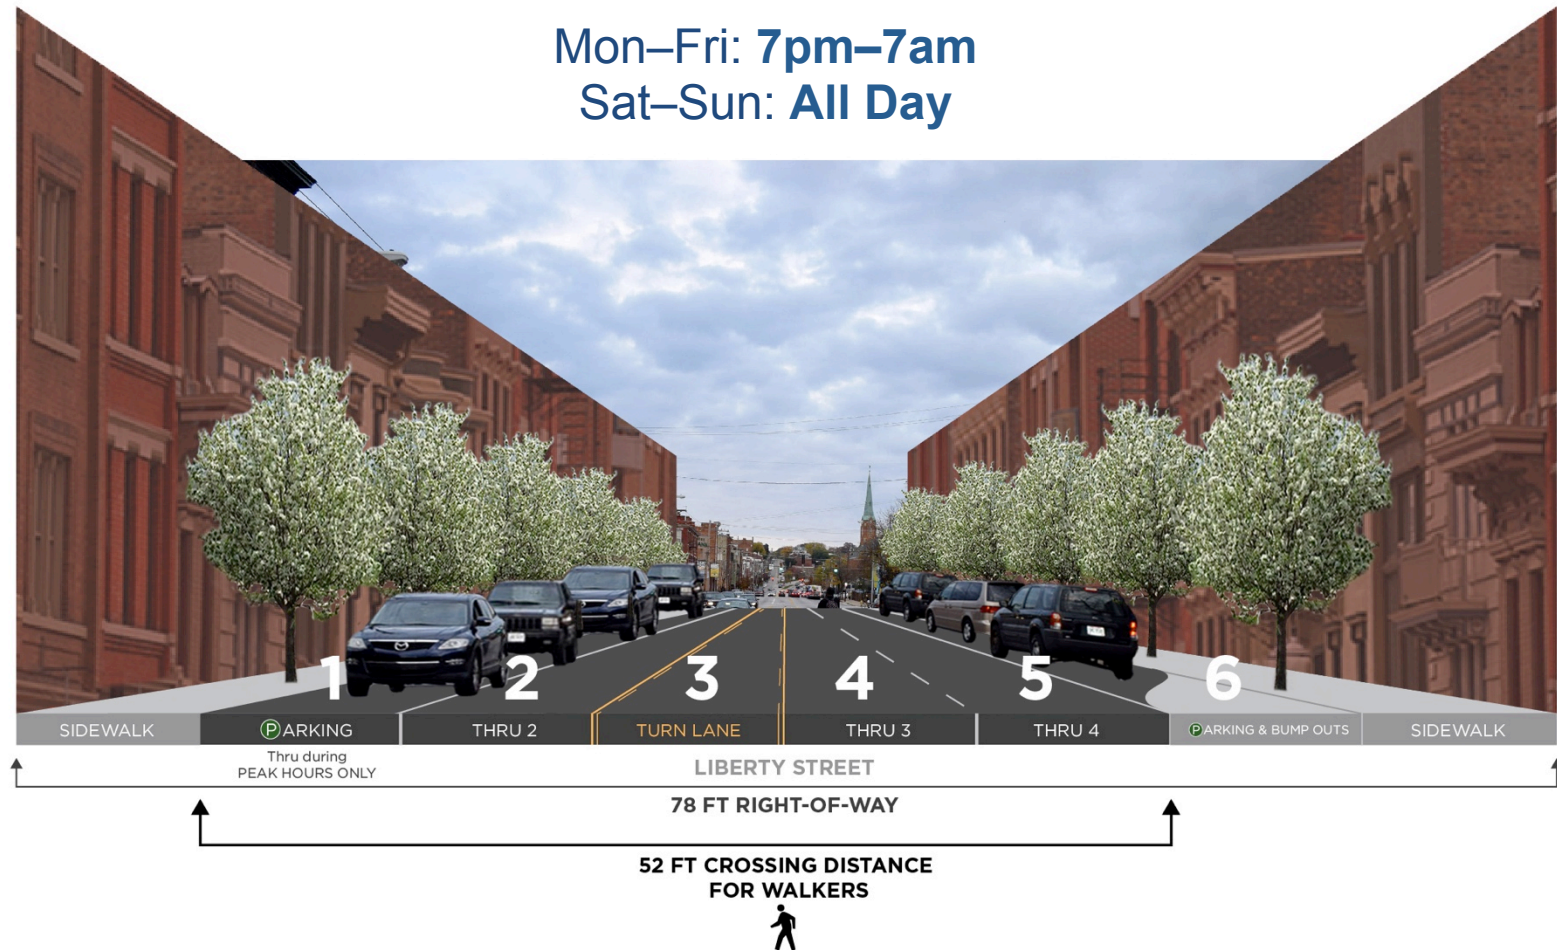 Mon–Fri: 7pm–7am
Sat–Sun: All Day
1 2 3 4 5 6
SIDEWALK PARKING THRU 2 TURN LANE THRU 3 THRU 4 PARKING & BUMP OUTS SIDEWALK
Thru during
PEAK HOURS ONLY
LIBERTY STREET
78 FT RIGHT-OF-WAY
52 FT CROSSING DISTANCE
FOR WALKERS